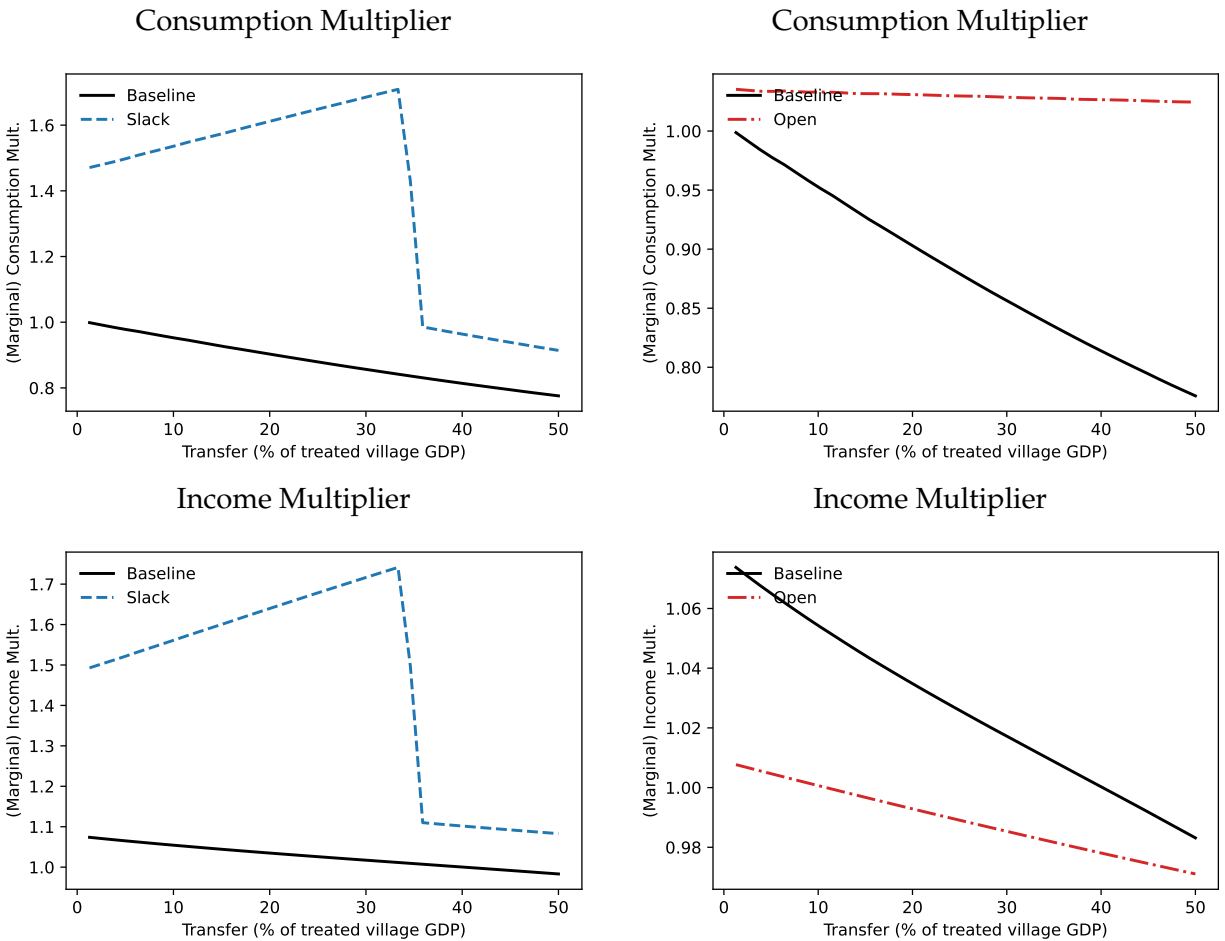 Consumption Multiplier
(Marginal) Consumption Mult.
1.6
1.4
1.2
1.0
0.8
Baseline
Slack
0 10 20 30 40 50
Transfer (% of treated village GDP)
Consumption Multiplier
(Marginal) Consumption Mult.
1.00
0.95
0.90
0.85
0.80
Baseline
Open
0 10 20 30 40 50
Transfer (% of treated village GDP)
Income Multiplier
(Marginal) Income Mult.
1.7
1.6
1.5
1.4
1.3
1.2
1.1
1.0
Baseline
Slack
0 10 20 30 40 50
Transfer (% of treated village GDP)
Income Multiplier
(Marginal) Income Mult.
1.06
1.04
1.02
1.00
0.98
Baseline
Open
0 10 20 30 40 50
Transfer (% of treated village GDP)